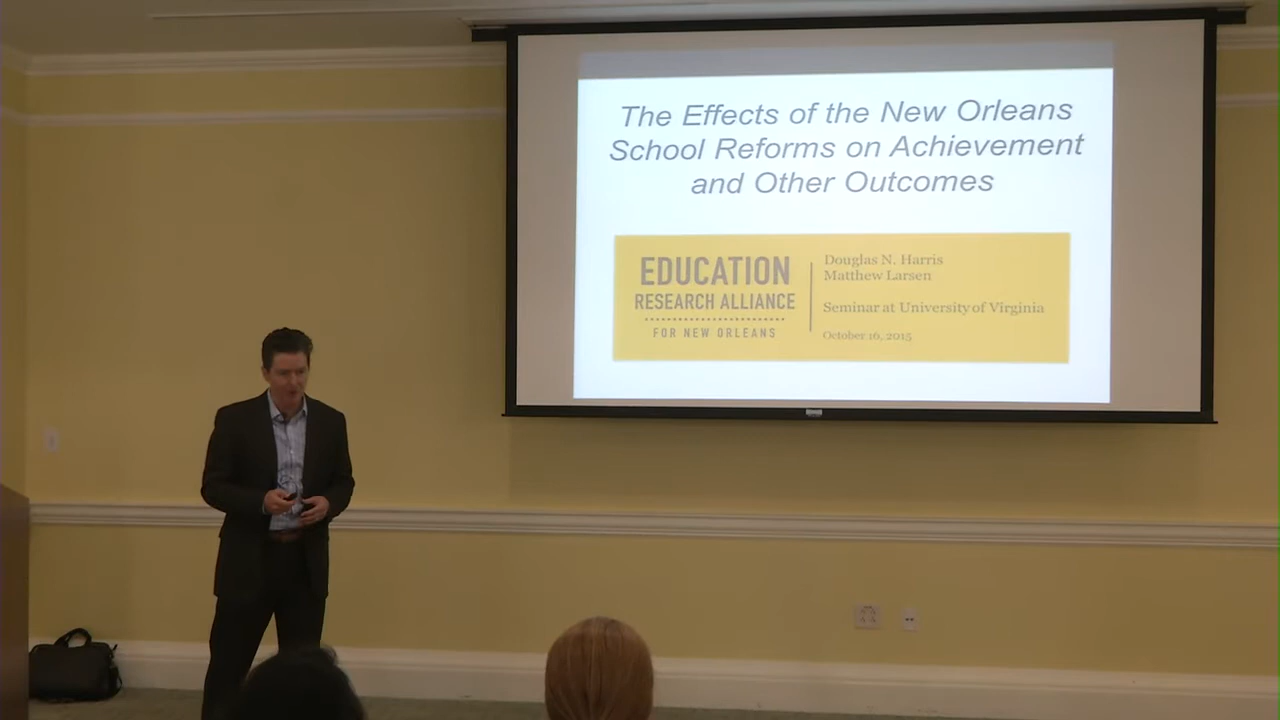 The Effects of the New Orleans
School Reforms on Achievement
and Other Outcomes
EDUCATION
RESEARCH ALLIANCE
FOR NEW ORLEANS
Douglas N. Harris
Matthew Larsen
Seminar at University of Virginia
October 16, 2015